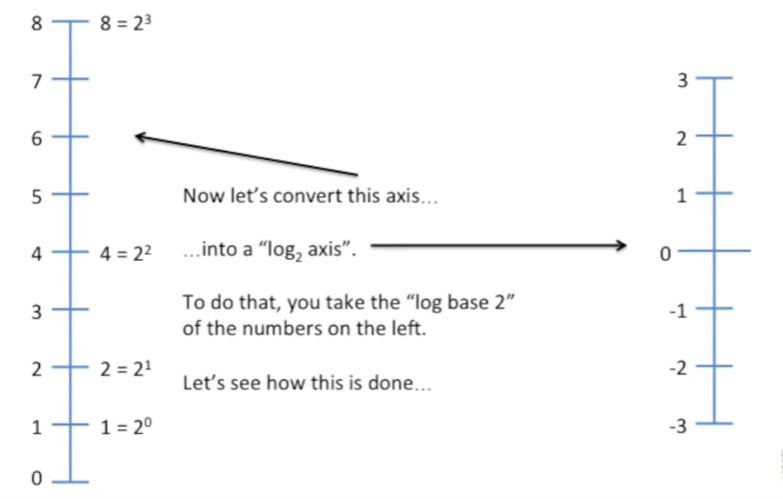 8 8 = 2³
7
6
5
4 4 = 2²
3
2 2 = 2¹
1 1 = 2⁰
0
Now let's convert this axis...
...into a “log₂ axis”.
To do that, you take the “log base 2”
of the numbers on the left.
Let's see how this is done...
3
2
1
0
-1
-2
-3